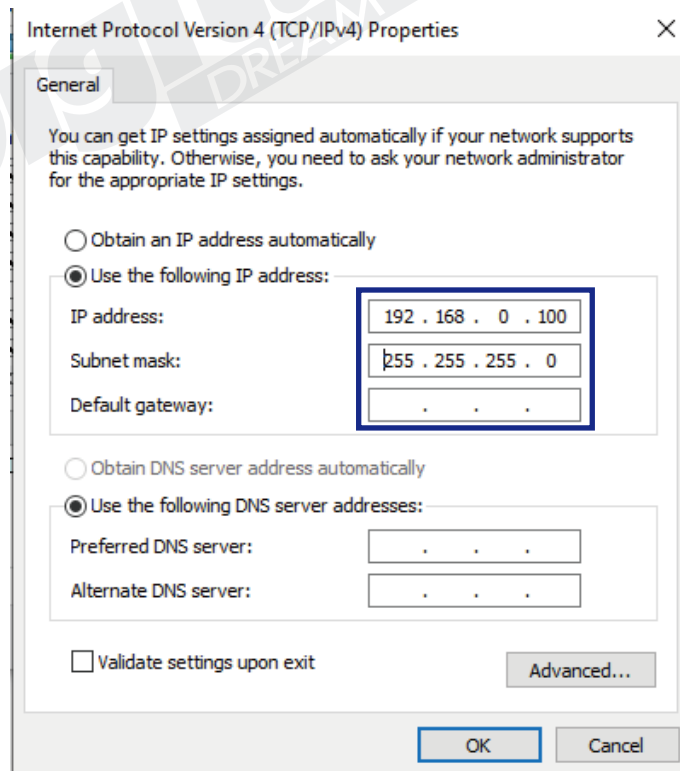 Internet Protocol Version 4 (TCP/IPv4) Properties
General
You can get IP settings assigned automatically if your network supports
this capability. Otherwise, you need to ask your network administrator
for the appropriate IP settings.
Obtain an IP address automatically
Use the following IP address:
IP address: 192 . 168 . 0 . 100
Subnet mask: 255 . 255 . 255 . 0
Default gateway: . . .
Obtain DNS server address automatically
Use the following DNS server addresses:
Preferred DNS server: . . .
Alternate DNS server: . . .
Validate settings upon exit
Advanced...
OK Cancel